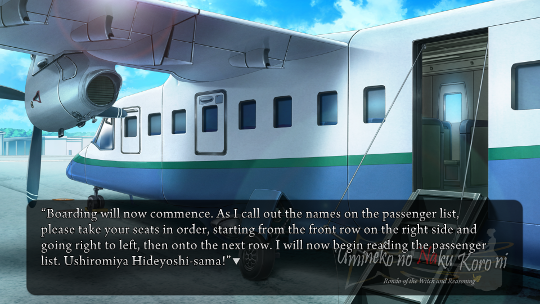 "Boarding will now commence. As I call out the names on the passenger list,
please take your seats in order, starting from the front row on the right side and
going right to left, then onto the next row. I will now begin reading the passenger
list. Ushiromiya Hideyoshi-sama!"▼
Umineko no Naku Koro ni
Rondo of the Witch and Reasoning